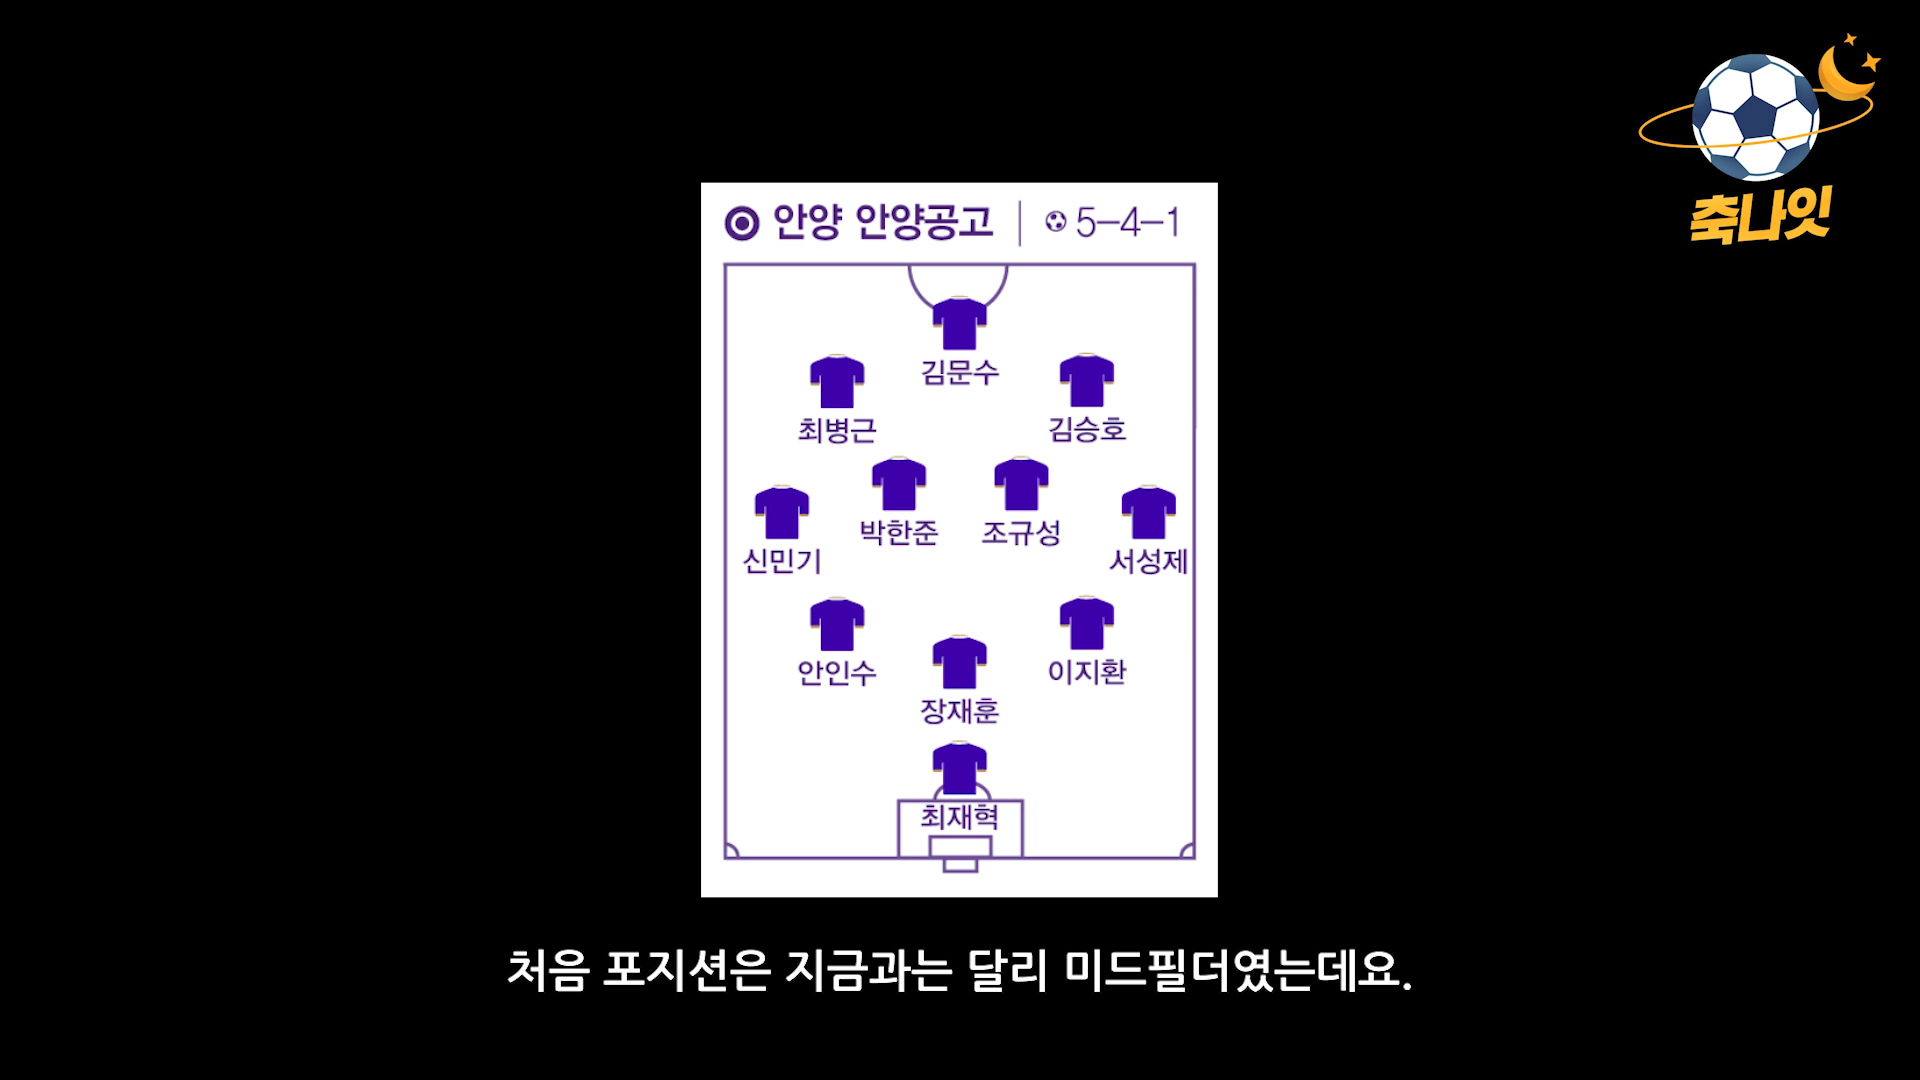 축나잇
안양 안양공고 5-4-1
김문수
최병근 김승호
박한준 조규성
신민기 서성제
안인수 이지환
장재훈
최재혁
처음 포지션은 지금과는 달리 미드필더였는데요.